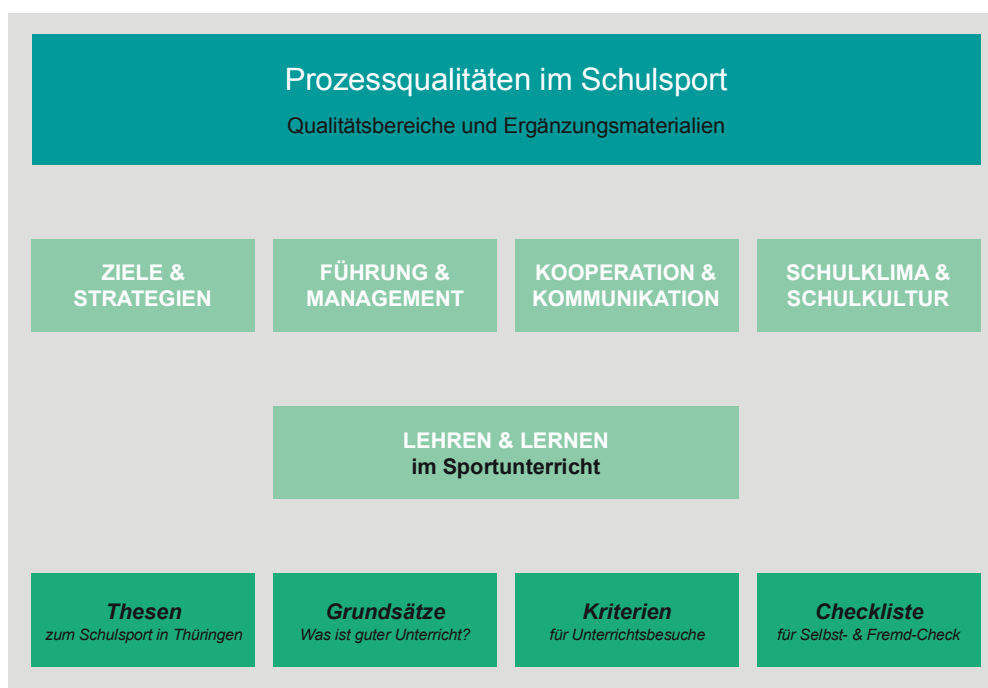 Prozessqualitäten im Schulsport
Qualitätsbereiche und Ergänzungsmaterialien
ZIELE &
STRATEGIEN
FÜHRUNG &
MANAGEMENT
KOOPERATION &
KOMMUNIKATION
SCHULKLIMA &
SCHULKULTUR
LEHREN & LERNEN
im Sportunterricht
Thesen
zum Schulsport in Thüringen
Grundsätze
Was ist guter Unterricht?
Kriterien
für Unterrichtsbesuche
Checkliste
für Selbst- & Fremd-Check